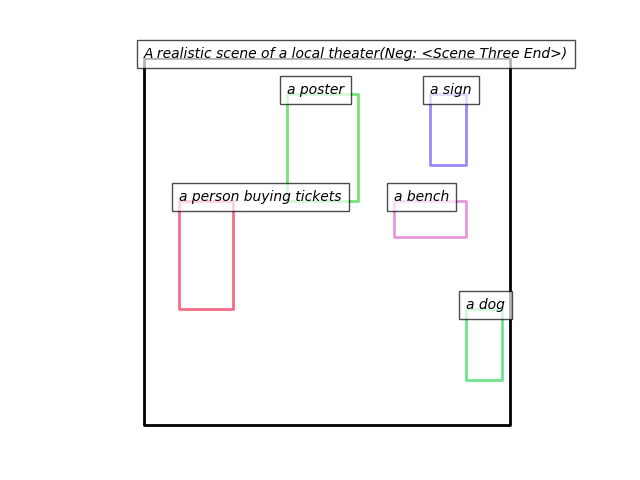 A realistic scene of a local theater(Neg: <Scene Three End>)
a poster
a sign
a person buying tickets
a bench
a dog